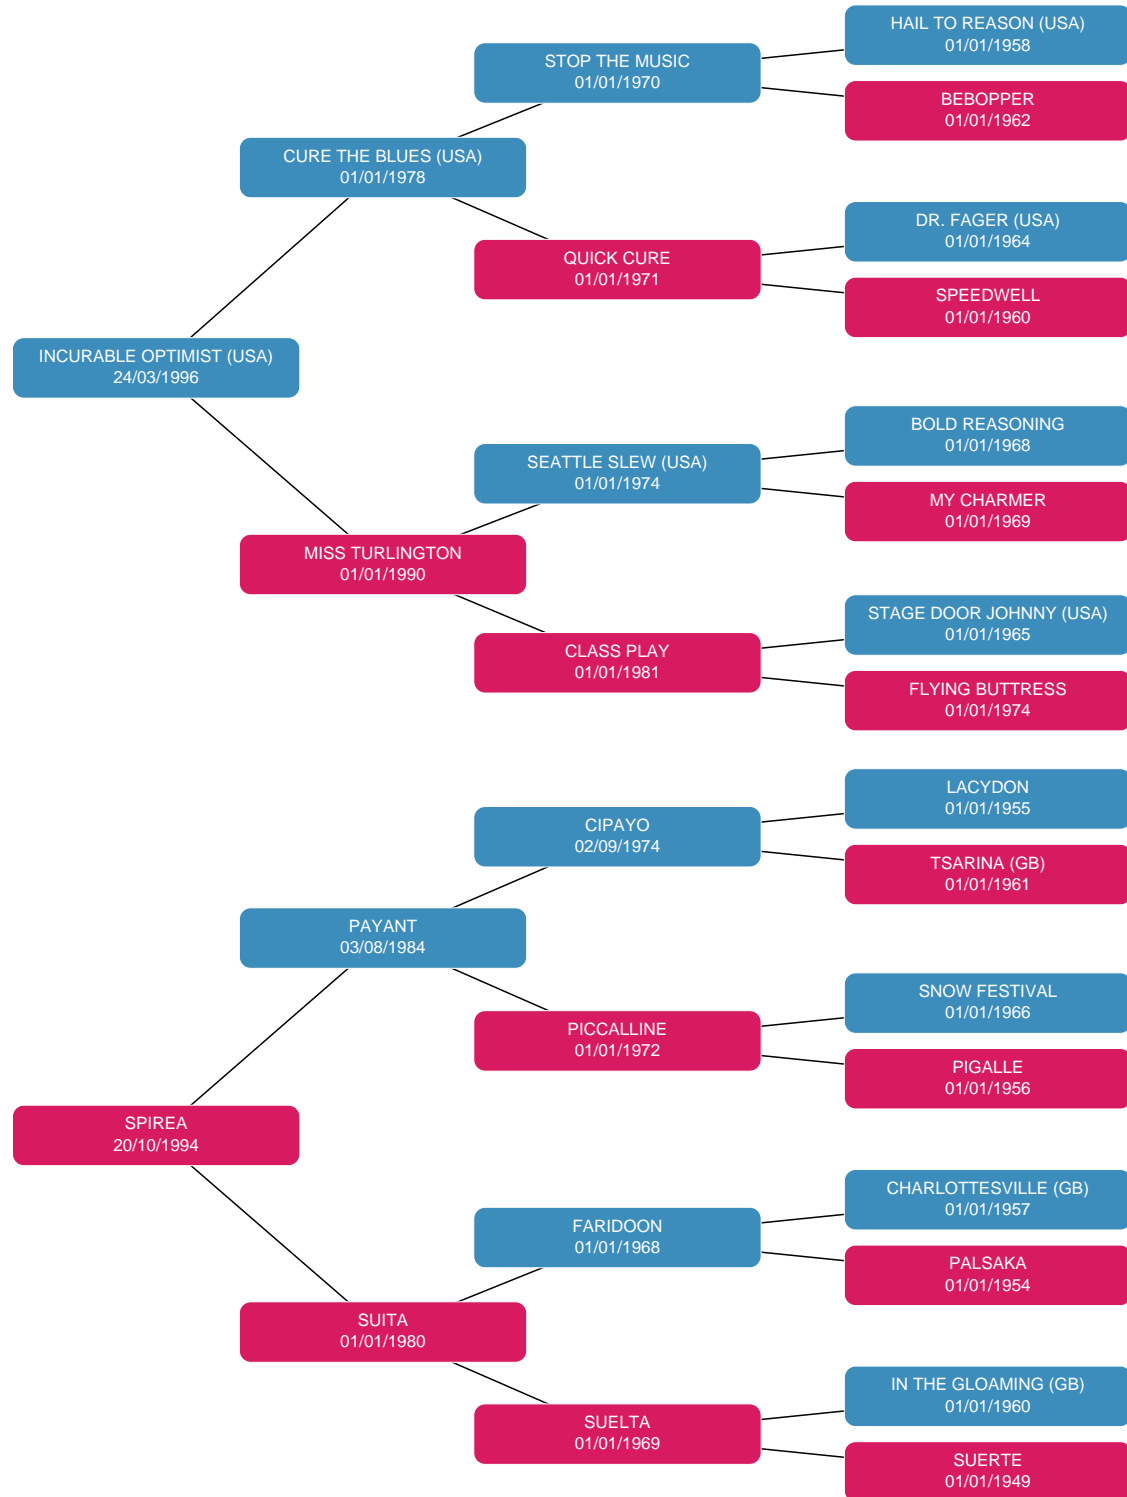 HAIL TO REASON (USA)
01/01/1958
STOP THE MUSIC
01/01/1970
BEBOPPER
01/01/1962
CURE THE BLUES (USA)
01/01/1978
DR. FAGER (USA)
01/01/1964
QUICK CURE
01/01/1971
SPEEDWELL
01/01/1960
INCURABLE OPTIMIST (USA)
24/03/1996
BOLD REASONING
01/01/1968
SEATTLE SLEW (USA)
01/01/1974
MY CHARMER
01/01/1969
MISS TURLINGTON
01/01/1990
STAGE DOOR JOHNNY (USA)
01/01/1965
CLASS PLAY
01/01/1981
FLYING BUTTRESS
01/01/1974
LACYDON
01/01/1955
CIPAYO
02/09/1974
TSARINA (GB)
01/01/1961
PAYANT
03/08/1984
SNOW FESTIVAL
01/01/1966
PICCALLINE
01/01/1972
PIGALLE
01/01/1956
SPIREA
20/10/1994
CHARLOTTESVILLE (GB)
01/01/1957
FARIDOON
01/01/1968
PALSAKA
01/01/1954
SUITA
01/01/1980
IN THE GLOAMING (GB)
01/01/1960
SUELTA
01/01/1969
SUERTE
01/01/1949